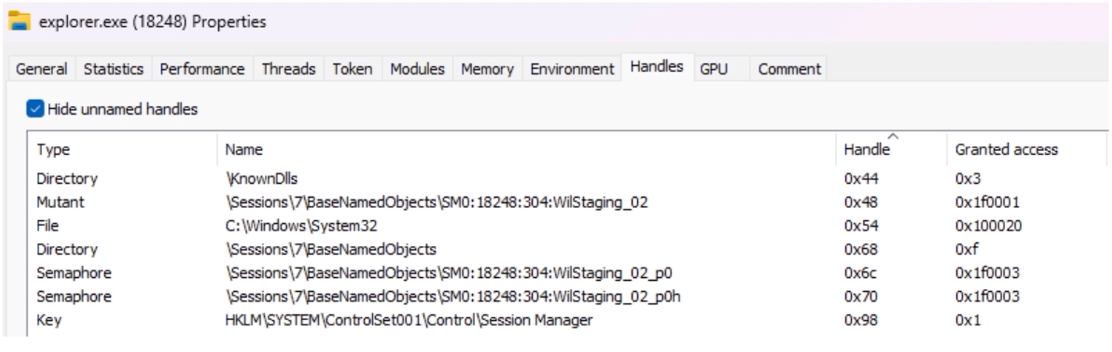 explorer.exe (18248) Properties
General Statistics Performance Threads Token Modules Memory Environment Handles GPU Comment
Hide unnamed handles
Type Name Handle Granted access
Directory \KnownDlls 0x44 0x3
Mutant \Sessions\7\BaseNamedObjects\SM0:18248:304:WilStaging_02 0x48 0x1f0001
File C:\Windows\System32 0x54 0x100020
Directory \Sessions\7\BaseNamedObjects 0x68 0xf
Semaphore \Sessions\7\BaseNamedObjects\SM0:18248:304:WilStaging_02_p0 0x6c 0x1f0003
Semaphore \Sessions\7\BaseNamedObjects\SM0:18248:304:WilStaging_02_p0h 0x70 0x1f0003
Key HKLM\SYSTEM\ControlSet001\Control\Session Manager 0x98 0x1